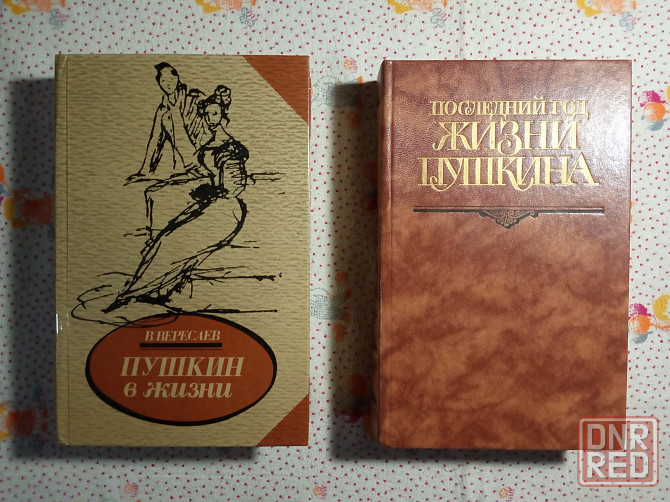 В. ВЕРЕСАЕВ
ПУШКИН
в жизни
ПОСЛЕДНИЙ ГОД
ЖИЗНИ
ПУШКИНА
DNR
RED